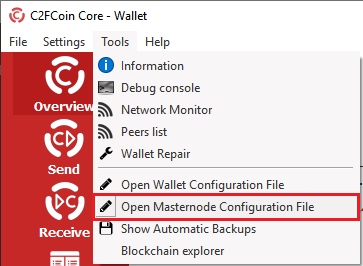 C2FCoin Core - Wallet
File Settings Tools Help
Information
Debug console
Overview
Network Monitor
Peers list
Wallet Repair
Send
Open Wallet Configuration File
Open Masternode Configuration File
Show Automatic Backups
Receive
Blockchain explorer